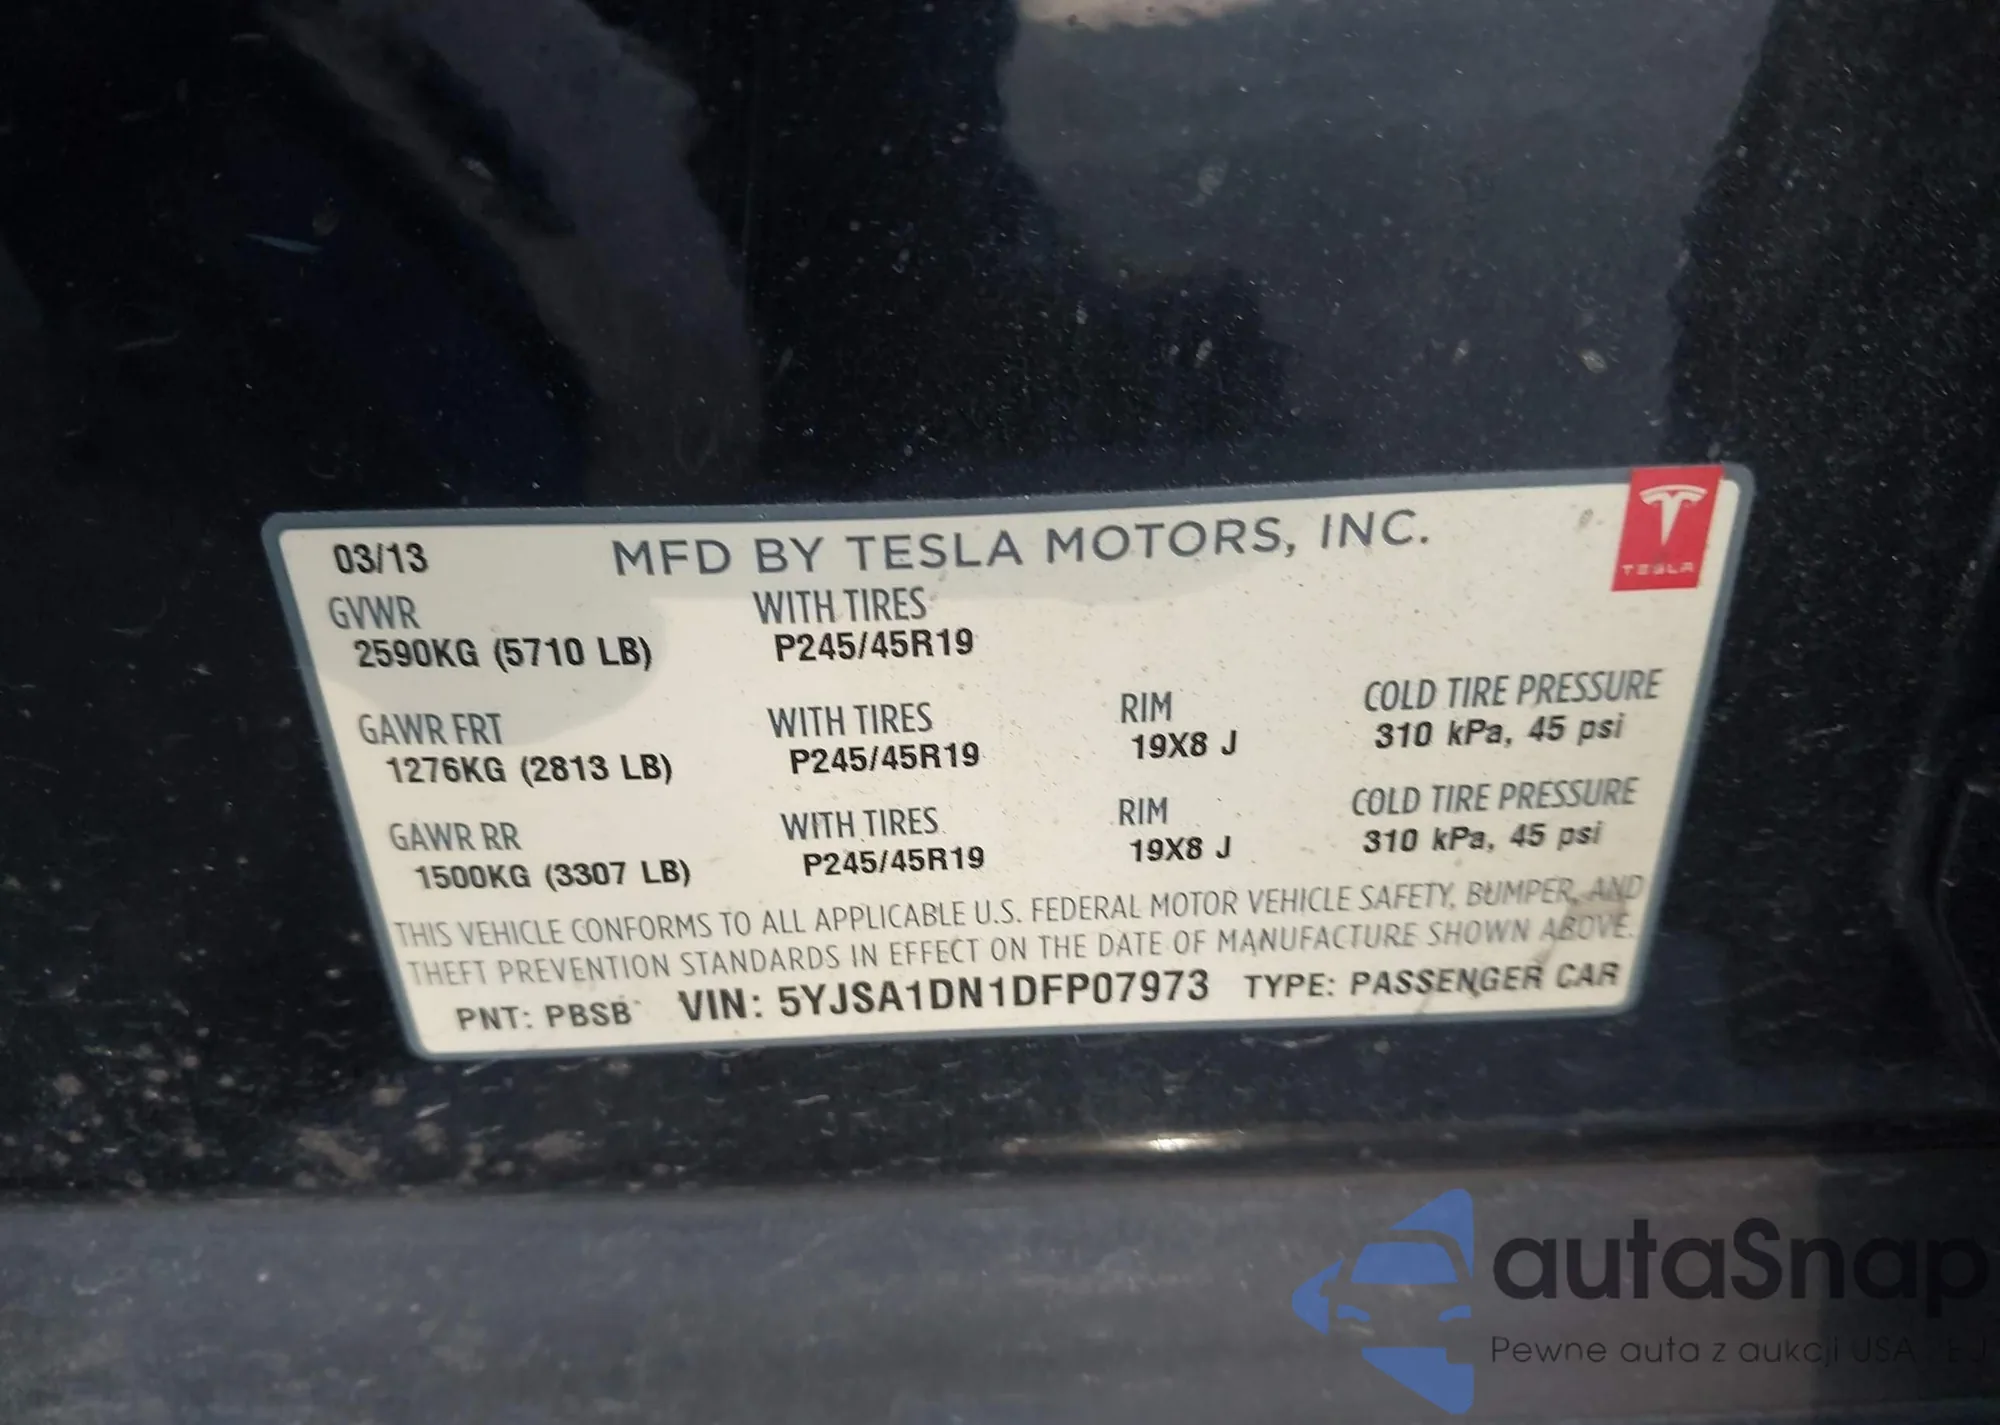 03/13 MFD BY TESLA MOTORS, INC.
TESLA
GVWR WITH TIRES
2590KG (5710 LB) P245/45R19
GAWR FRT WITH TIRES RIM COLD TIRE PRESSURE
1276KG (2813 LB) P245/45R19 19X8 J 310 kPa, 45 psi
GAWR RR WITH TIRES RIM COLD TIRE PRESSURE
1500KG (3307 LB) P245/45R19 19X8 J 310 kPa, 45 psi
THIS VEHICLE CONFORMS TO ALL APPLICABLE U.S. FEDERAL MOTOR VEHICLE SAFETY, BUMPER, AND
THEFT PREVENTION STANDARDS IN EFFECT ON THE DATE OF MANUFACTURE SHOWN ABOVE.
PNT: PBSB VIN: 5YJSA1DN1DFP07973 TYPE: PASSENGER CAR
autaSnap
Pewne auta z aukcji USA